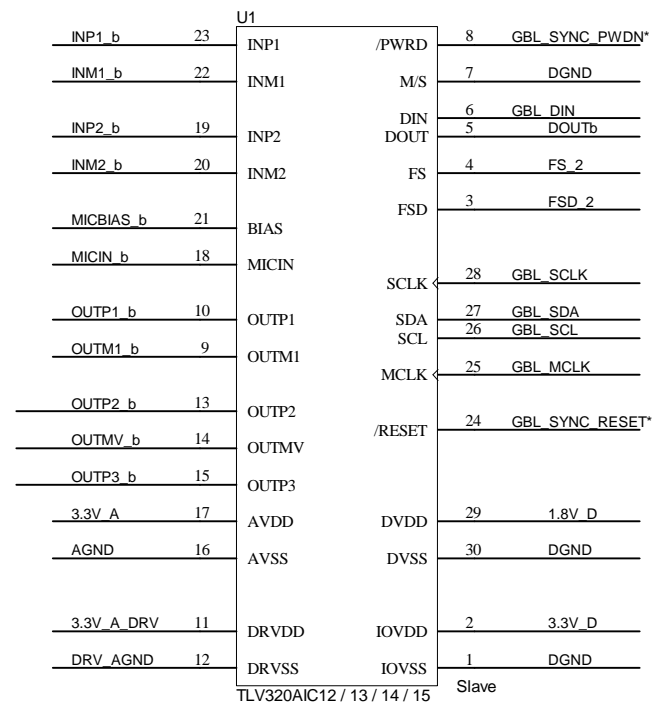 U1
INP1_b 23 INP1 /PWRD 8 GBL_SYNC_PWDN*
INM1_b 22 INM1 M/S 7 DGND
DIN 6 GBL_DIN
INP2_b 19 INP2 DOUT 5 DOUTb
INM2_b 20 INM2 FS 4 FS_2
FSD 3 FSD_2
MICBIAS_b 21 BIAS
MICIN_b 18 MICIN
SCLK 28 GBL_SCLK
OUTP1_b 10 OUTP1 SDA 27 GBL_SDA
SCL 26 GBL_SCL
OUTM1_b 9 OUTM1
MCLK 25 GBL_MCLK
OUTP2_b 13 OUTP2
/RESET 24 GBL_SYNC_RESET*
OUTMV_b 14 OUTMV
OUTP3_b 15 OUTP3
3.3V_A 17 AVDD DVDD 29 1.8V_D
AGND 16 AVSS DVSS 30 DGND
3.3V_A_DRV 11 DRVDD IOVDD 2 3.3V_D
DRV_AGND 12 DRVSS IOVSS 1 DGND
TLV320AIC12 / 13 / 14 / 15 Slave